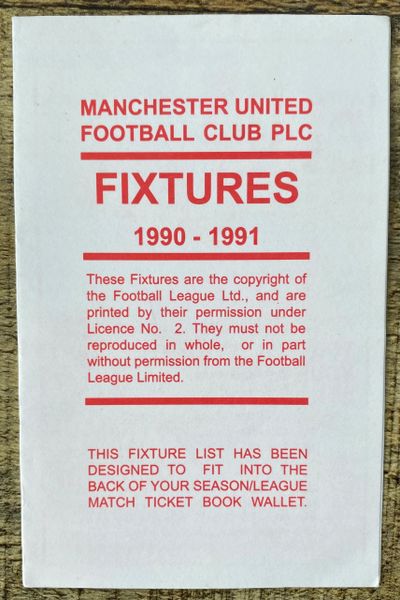 MANCHESTER UNITED
FOOTBALL CLUB PLC
FIXTURES
1990 - 1991
These Fixtures are the copyright of
the Football League Ltd., and are
printed by their permission under
Licence No. 2. They must not be
reproduced in whole, or in part
without permission from the Football
League Limited.
THIS FIXTURE LIST HAS BEEN
DESIGNED TO FIT INTO THE
BACK OF YOUR SEASON/LEAGUE
MATCH TICKET BOOK WALLET.